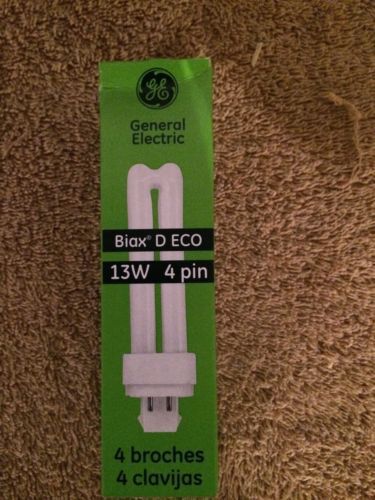 GE
General
Electric
Biax® D ECO
13W 4 pin
4 broches
4 clavijas